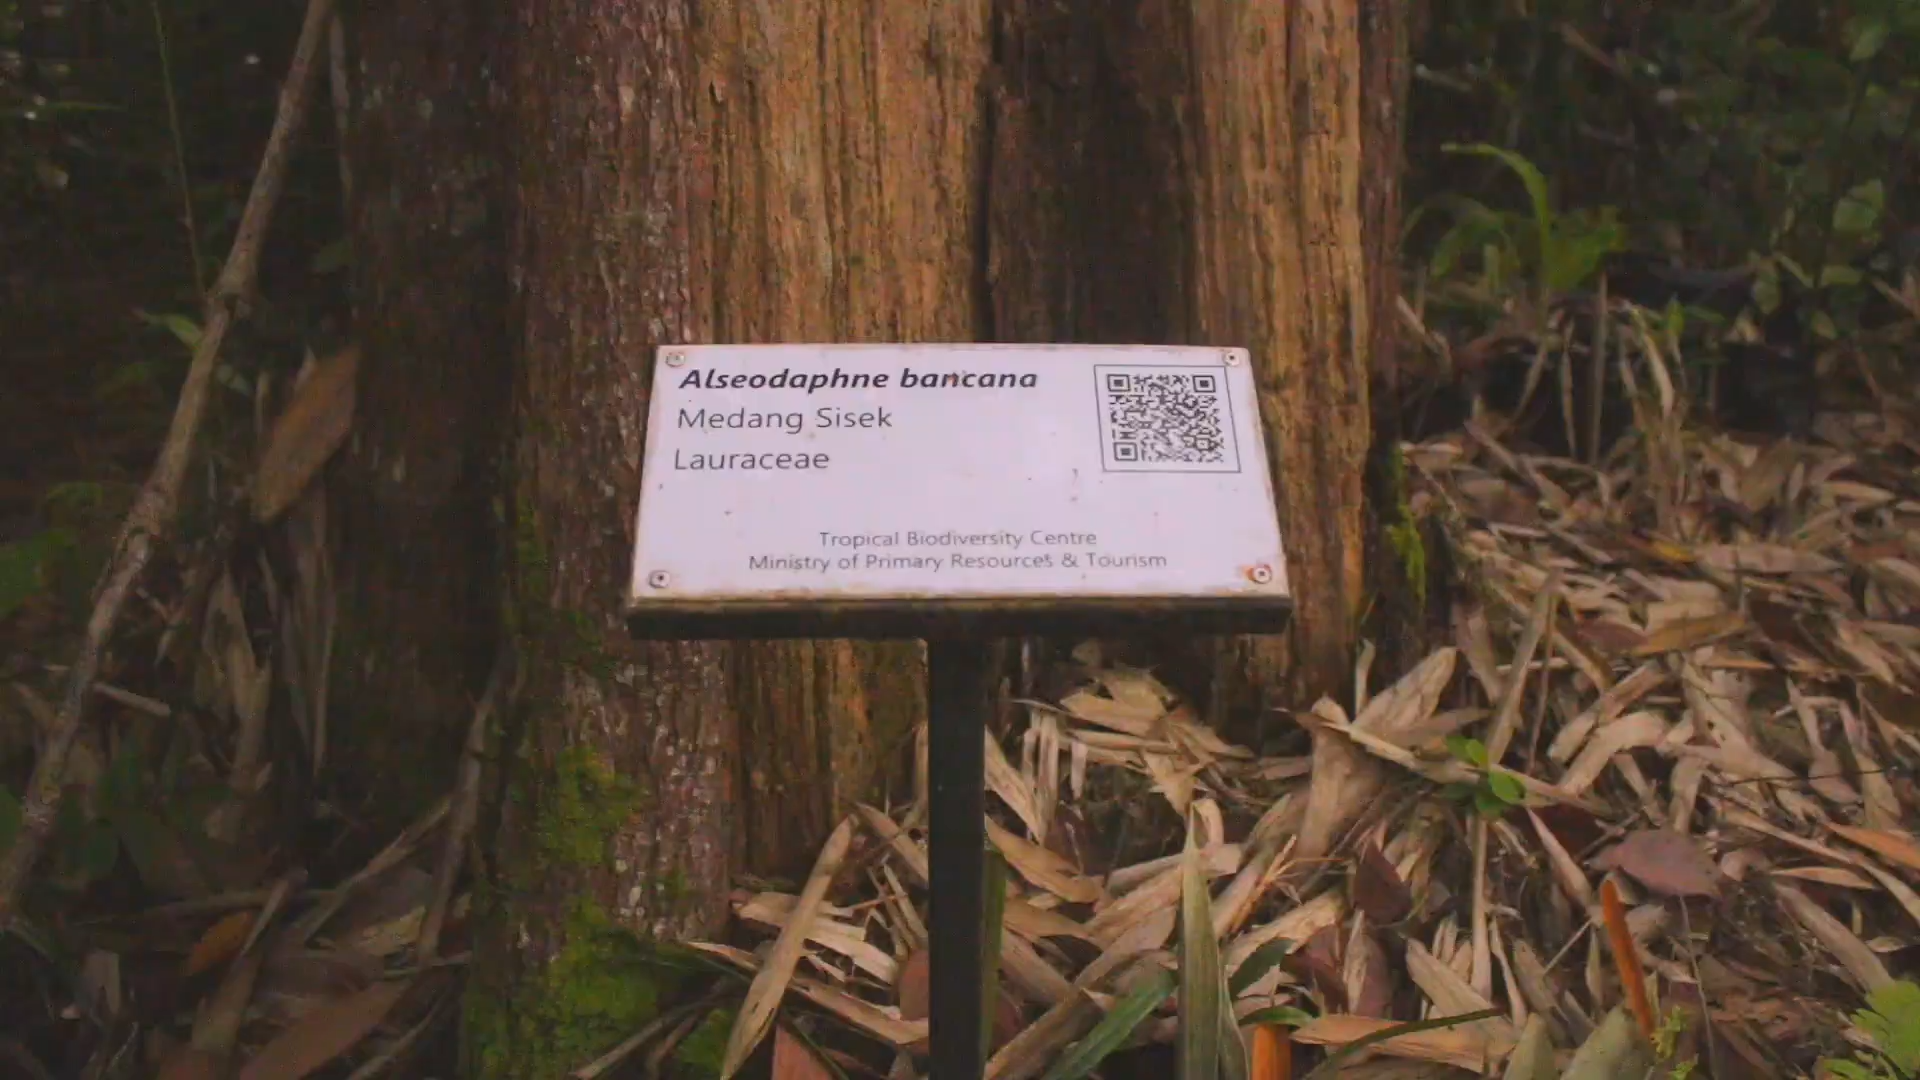 Alseodaphne bancana
Medang Sisek
Lauraceae
Tropical Biodiversity Centre
Ministry of Primary Resources & Tourism